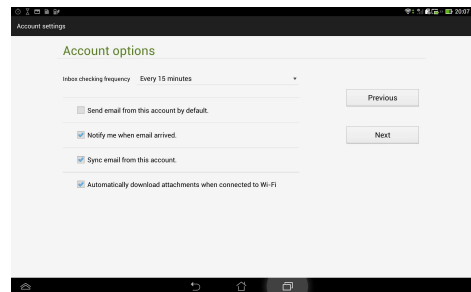 20:07
Account settings
Account options
Inbox checking frequency Every 15 minutes
Previous
Send email from this account by default.
Notify me when email arrived.
Next
Sync email from this account.
Automatically download attachments when connected to Wi-Fi